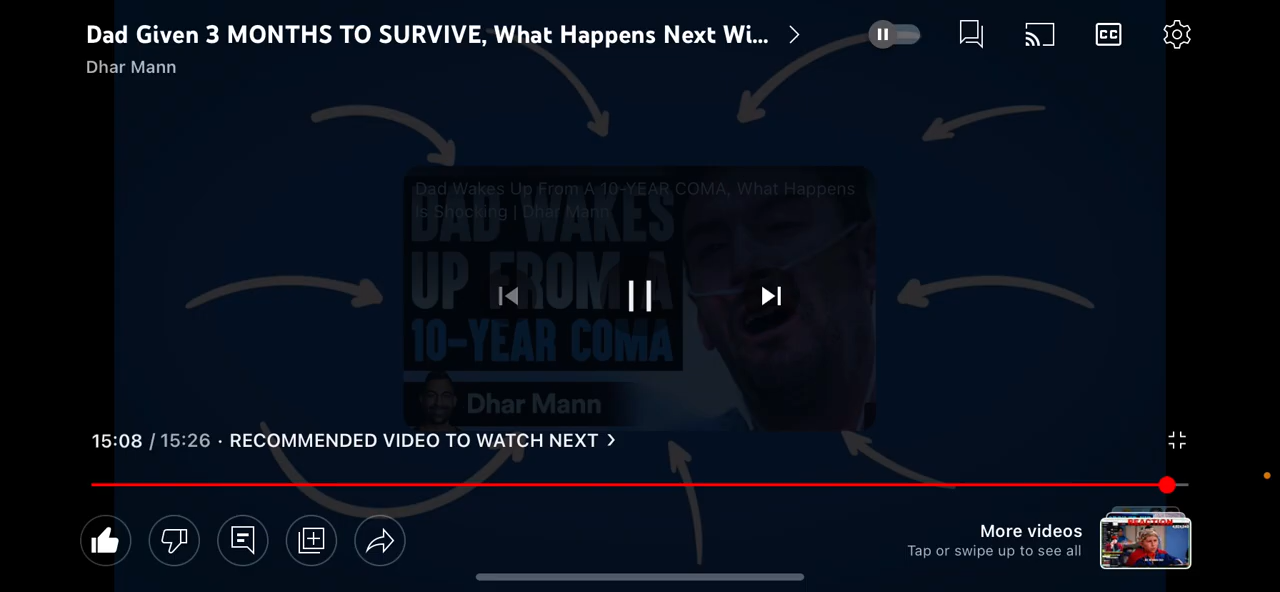 Dad Given 3 MONTHS TO SURVIVE, What Happens Next Wi...
Dhar Mann
CC
Dad Wakes Up From A 10-YEAR COMA, What Happens
Is Shocking | Dhar Mann
DAD WAKES
UP FROM A
10-YEAR COMA
Dhar Mann
15:08 / 15:26 · RECOMMENDED VIDEO TO WATCH NEXT
More videos
Tap or swipe up to see all
REACTION